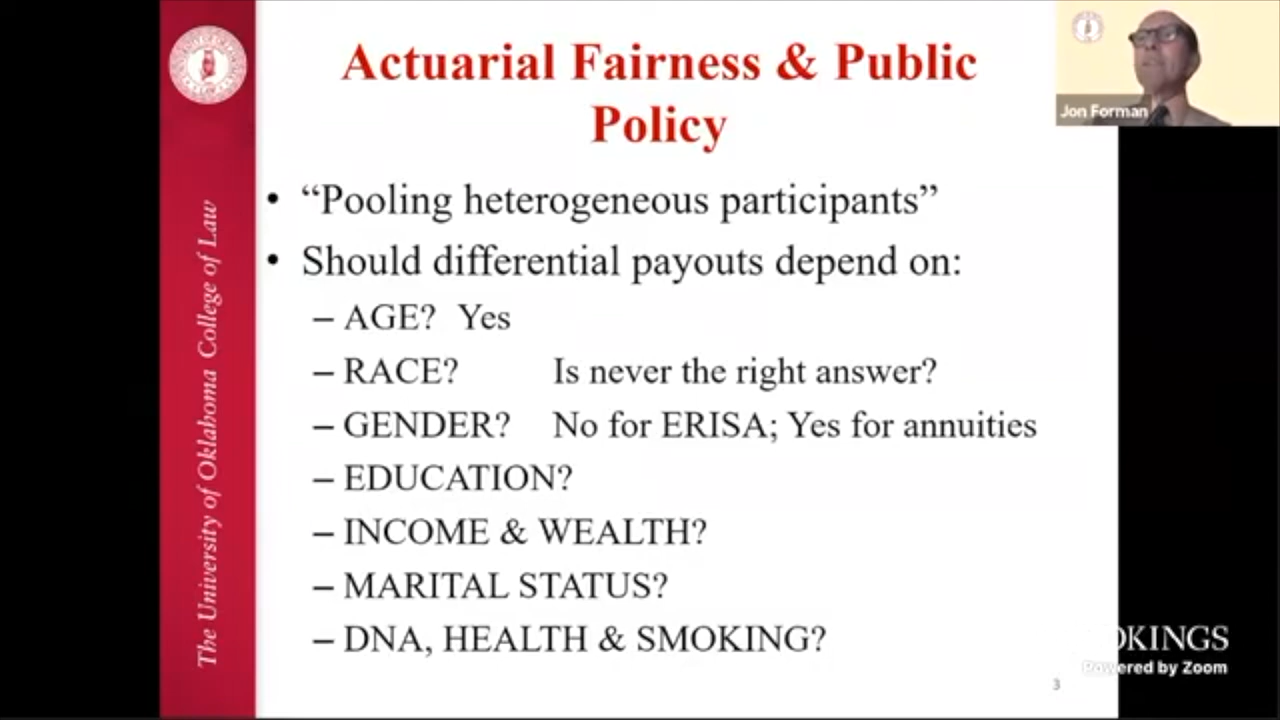 Actuarial Fairness & Public
Policy
• “Pooling heterogeneous participants”
• Should differential payouts depend on:
– AGE? Yes
– RACE? Is never the right answer?
– GENDER? No for ERISA; Yes for annuities
– EDUCATION?
– INCOME & WEALTH?
– MARITAL STATUS?
– DNA, HEALTH & SMOKING?
3
The University of Oklahoma College of Law
Jon Forman
OKINGS
Powered by Zoom